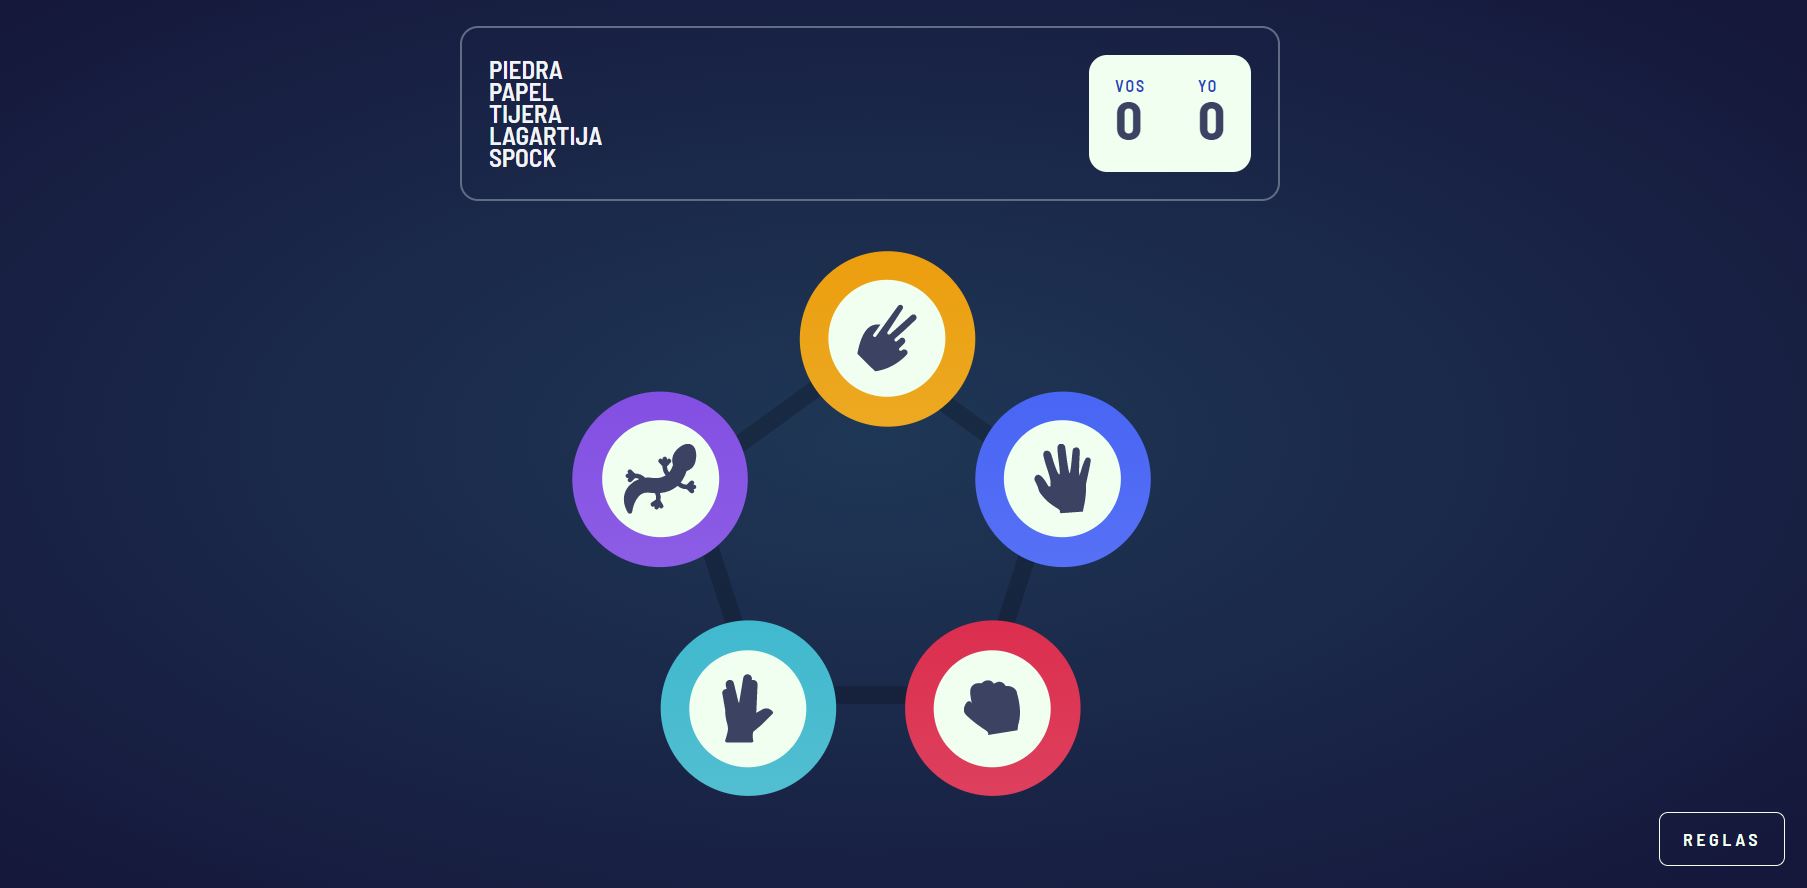 PIEDRA
PAPEL
TIJERA
LAGARTIJA
SPOCK
VOS YO
0 0
REGLAS